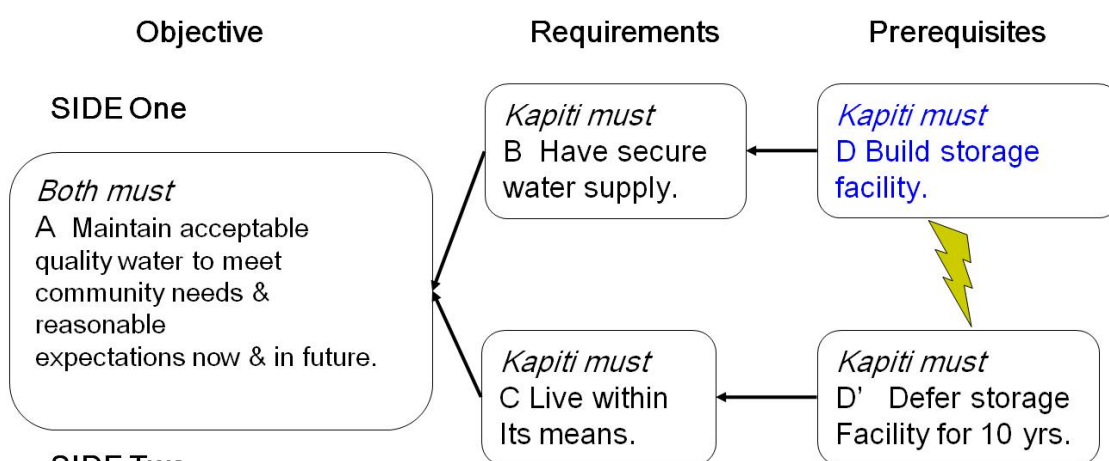 Objective
Requirements
Prerequisites
SIDE One
Kapiti must
B Have secure
water supply.
Kapiti must
D Build storage
facility.
Both must
A Maintain acceptable
quality water to meet
community needs &
reasonable
expectations now & in future.
Kapiti must
C Live within
Its means.
Kapiti must
D' Defer storage
Facility for 10 yrs.
SIDE Two